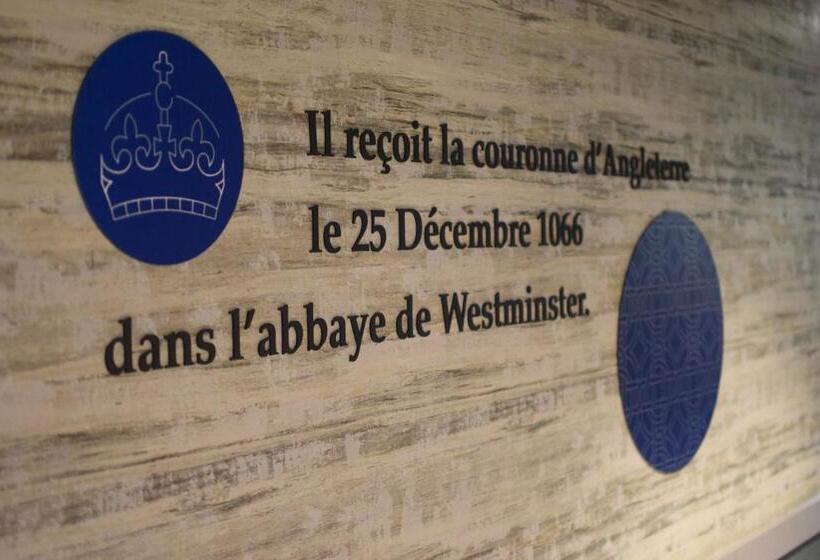 Il reçoit la couronne d'Angleterre
le 25 Décembre 1066
dans l'abbaye de Westminster.